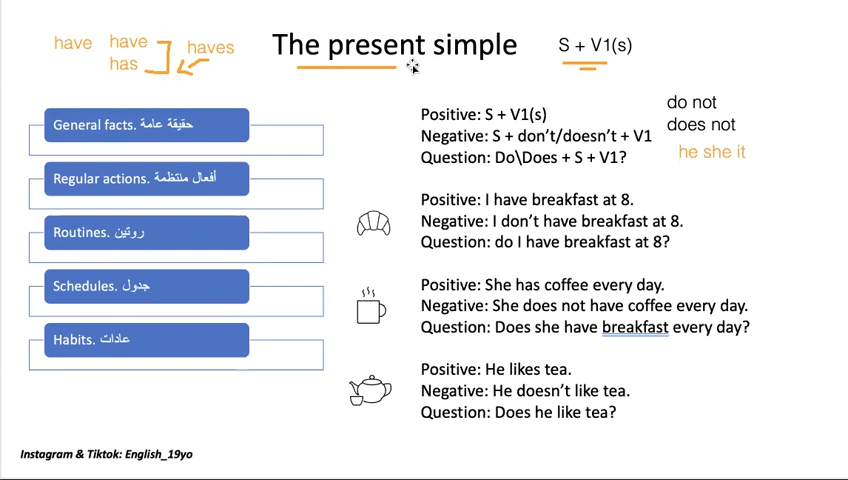 have
have
has
haves
The present simple
S + V1(s)
General facts. حقيقة عامة
Regular actions. أفعال منتظمة
Routines. روتين
Schedules. جدول
Habits. عادات
Positive: S + V1(s)
Negative: S + don't/doesn't + V1
Question: Do\Does + S + V1?
do not
does not
he she it
Positive: I have breakfast at 8.
Negative: I don't have breakfast at 8.
Question: do I have breakfast at 8?
Positive: She has coffee every day.
Negative: She does not have coffee every day.
Question: Does she have breakfast every day?
Positive: He likes tea.
Negative: He doesn't like tea.
Question: Does he like tea?
Instagram & Tiktok: English_19yo